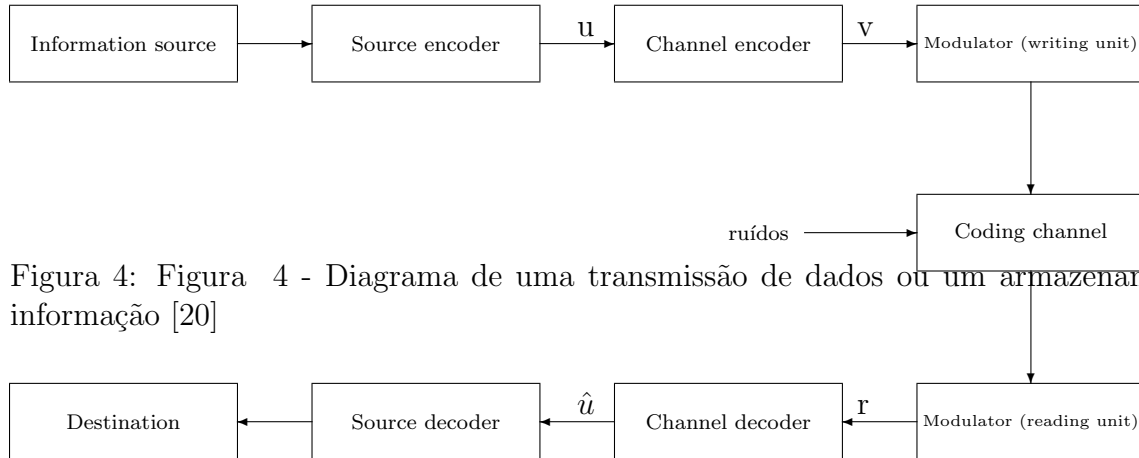 Information source
Source encoder
u
Channel encoder
v
Modulator (writing unit)
ruídos
Coding channel
Figura 4: Figura 4 - Diagrama de uma transmissão de dados ou um armazenar
informação [20]
Destination
Source decoder
û
Channel decoder
r
Modulator (reading unit)